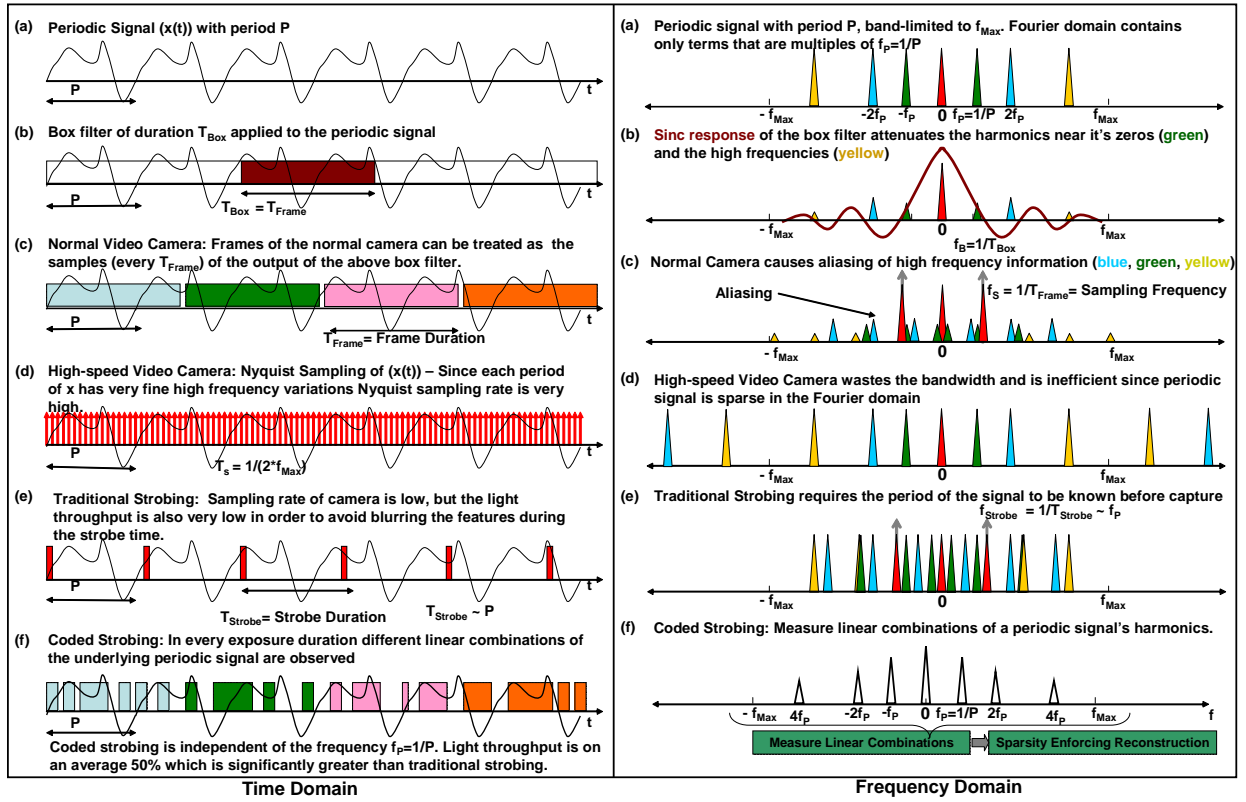 (a) Periodic Signal (x(t)) with period P
P
t
(b) Box filter of duration T_Box applied to the periodic signal
P
T_Box = T_Frame
t
(c) Normal Video Camera: Frames of the normal camera can be treated as the
samples (every T_Frame) of the output of the above box filter.
P
T_Frame= Frame Duration
t
(d) High-speed Video Camera: Nyquist Sampling of (x(t)) – Since each period
of x has very fine high frequency variations Nyquist sampling rate is very
high.
P
T_s = 1/(2*f_Max)
t
(e) Traditional Strobing: Sampling rate of camera is low, but the light
throughput is also very low in order to avoid blurring the features during
the strobe time.
P
T_Strobe= Strobe Duration
T_Strobe ~ P
t
(f) Coded Strobing: In every exposure duration different linear combinations of
the underlying periodic signal are observed
P
t
Coded strobing is independent of the frequency f_P=1/P. Light throughput is on
an average 50% which is significantly greater than traditional strobing.
Time Domain
(a) Periodic signal with period P, band-limited to f_Max. Fourier domain contains
only terms that are multiples of f_P=1/P
- f_Max -2f_P -f_P 0 f_P=1/P 2f_P f_Max
(b) Sinc response of the box filter attenuates the harmonics near it's zeros (green)
and the high frequencies (yellow)
- f_Max 0 f_Max
f_B=1/T_Box
(c) Normal Camera causes aliasing of high frequency information (blue, green, yellow)
f_S = 1/T_Frame= Sampling Frequency
Aliasing
- f_Max 0 f_Max
(d) High-speed Video Camera wastes the bandwidth and is inefficient since periodic
signal is sparse in the Fourier domain
- f_Max 0 f_Max
(e) Traditional Strobing requires the period of the signal to be known before capture
f_Strobe = 1/T_Strobe ~ f_P
- f_Max 0 f_Max
(f) Coded Strobing: Measure linear combinations of a periodic signal's harmonics.
- f_Max 4f_P -2f_P -f_P 0 f_P=1/P 2f_P 4f_P f_Max f
Measure Linear Combinations
Sparsity Enforcing Reconstruction
Frequency Domain